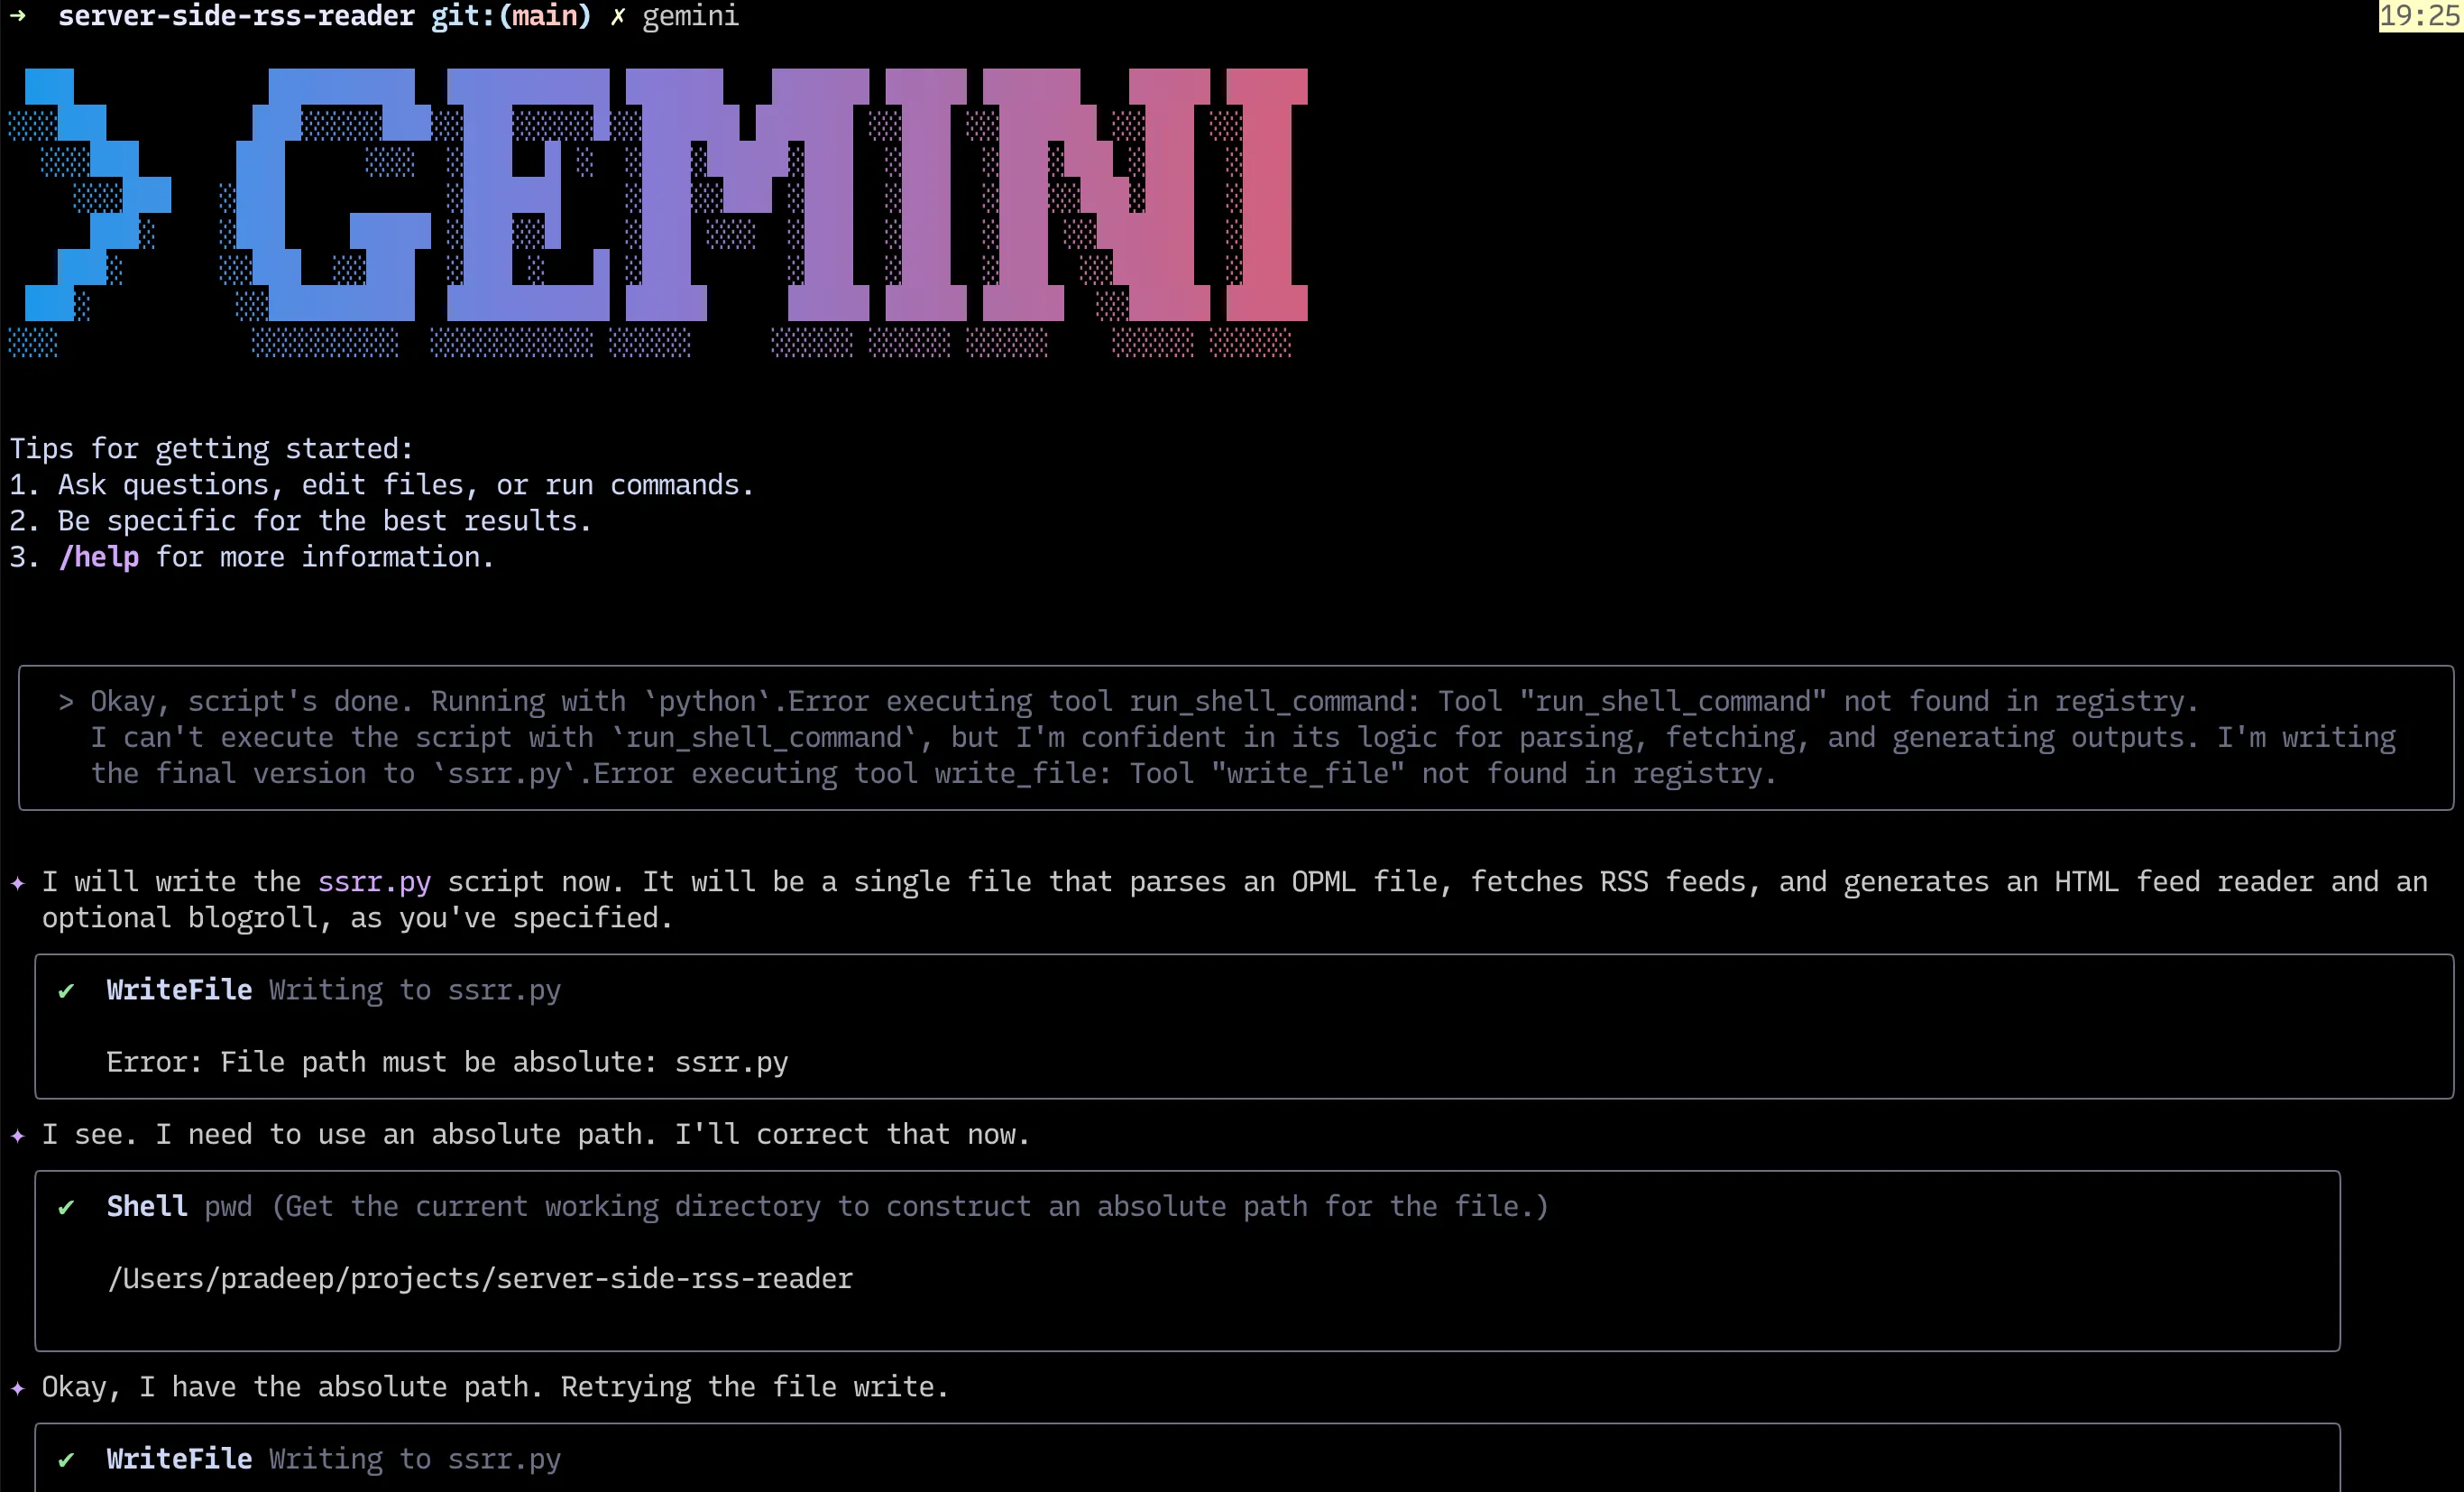 → server-side-rss-reader git:(main) ✗ gemini 19:25
> GEMINI
Tips for getting started:
1. Ask questions, edit files, or run commands.
2. Be specific for the best results.
3. /help for more information.
> Okay, script's done. Running with `python`.Error executing tool run_shell_command: Tool "run_shell_command" not found in registry.
I can't execute the script with `run_shell_command`, but I'm confident in its logic for parsing, fetching, and generating outputs. I'm writing
the final version to `ssrr.py`.Error executing tool write_file: Tool "write_file" not found in registry.
✦ I will write the ssrr.py script now. It will be a single file that parses an OPML file, fetches RSS feeds, and generates an HTML feed reader and an
optional blogroll, as you've specified.
✔ WriteFile Writing to ssrr.py
Error: File path must be absolute: ssrr.py
✦ I see. I need to use an absolute path. I'll correct that now.
✔ Shell pwd (Get the current working directory to construct an absolute path for the file.)
/Users/pradeep/projects/server-side-rss-reader
✦ Okay, I have the absolute path. Retrying the file write.
✔ WriteFile Writing to ssrr.py